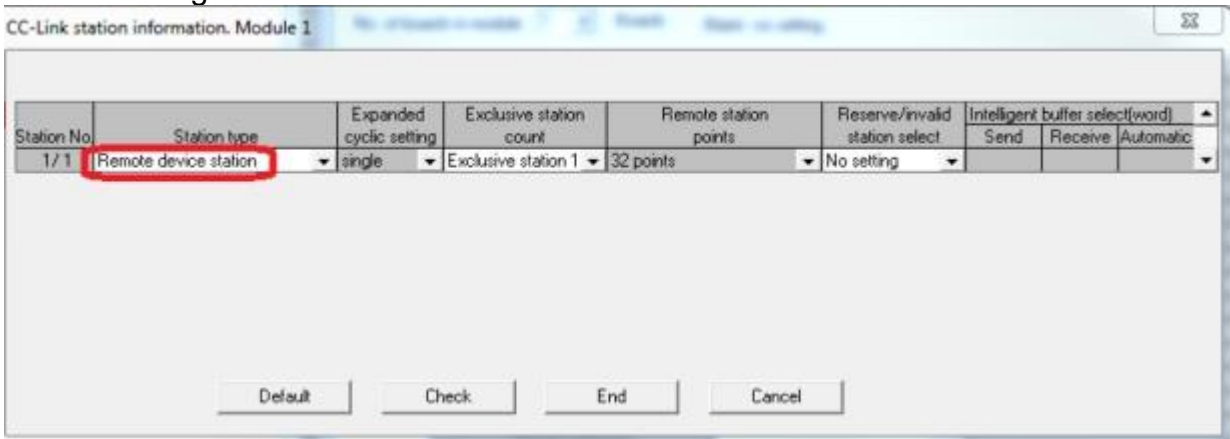 CC-Link station information. Module 1
Expanded Exclusive station Remote station Reserve/invalid Intelligent buffer select(word)
Station No Station type cyclic setting count points station select Send Receive Automatic
1/1 Remote device station single Exclusive station 1 32 points No setting
Default Check End Cancel